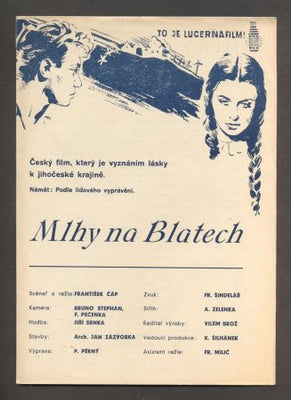 TO JE LUCERNAFILM!
Český film, který je vyznáním lásky
k jihočeské krajině.
Námět: Podle lidového vyprávění.
Mlhy na Blatech
Scénář a režie: FRANTIŠEK ČÁP
Kamera: BRUNO STEPHAN,
F. PEČINKA
Hudba: JIŘÍ SRNKA
Stavby: Arch. JAN ZÁZVORKA
Výprava: P. PĚKNÝ
Zvuk: FR. ŠINDELÁŘ
Střih: A. ZELENKA
Ředitel výroby: VILÉM BROŽ
Vedoucí produkce: K. ŠILHÁNEK
Asistent režie: FR. MILIČ